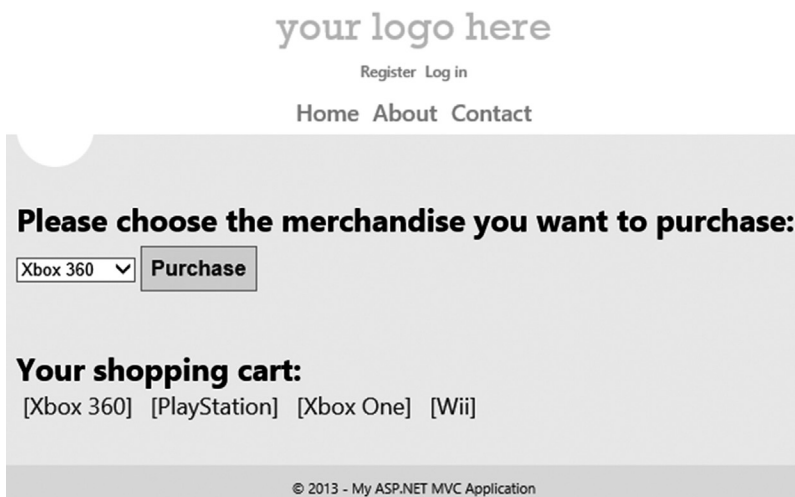 your logo here
Register Log in
Home About Contact
Please choose the merchandise you want to purchase:
Xbox 360 Purchase
Your shopping cart:
[Xbox 360] [PlayStation] [Xbox One] [Wii]
© 2013 - My ASP.NET MVC Application